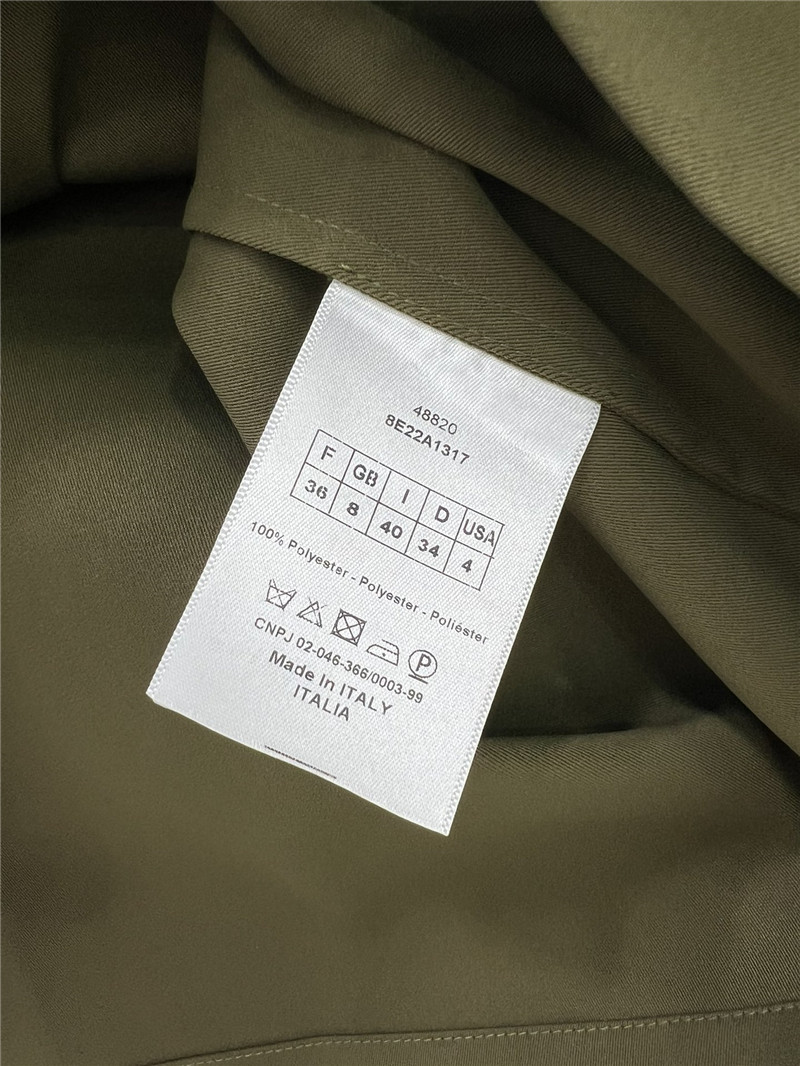 48820
8E22A1317
F GB I D USA
36 8 40 34 4
100% Polyester - Polyester - Poliéster
P
CNPJ 02-046-366/0003-99
Made in ITALY
ITALIA